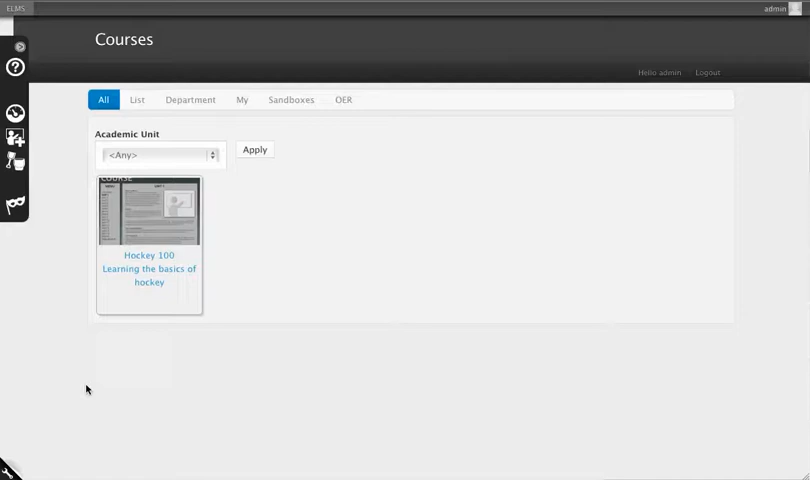 ELMS
admin
Courses
Hello admin
Logout
All
List
Department
My
Sandboxes
OER
Academic Unit
<Any>
Apply
COURSE
Hockey 100
Learning the basics of
hockey